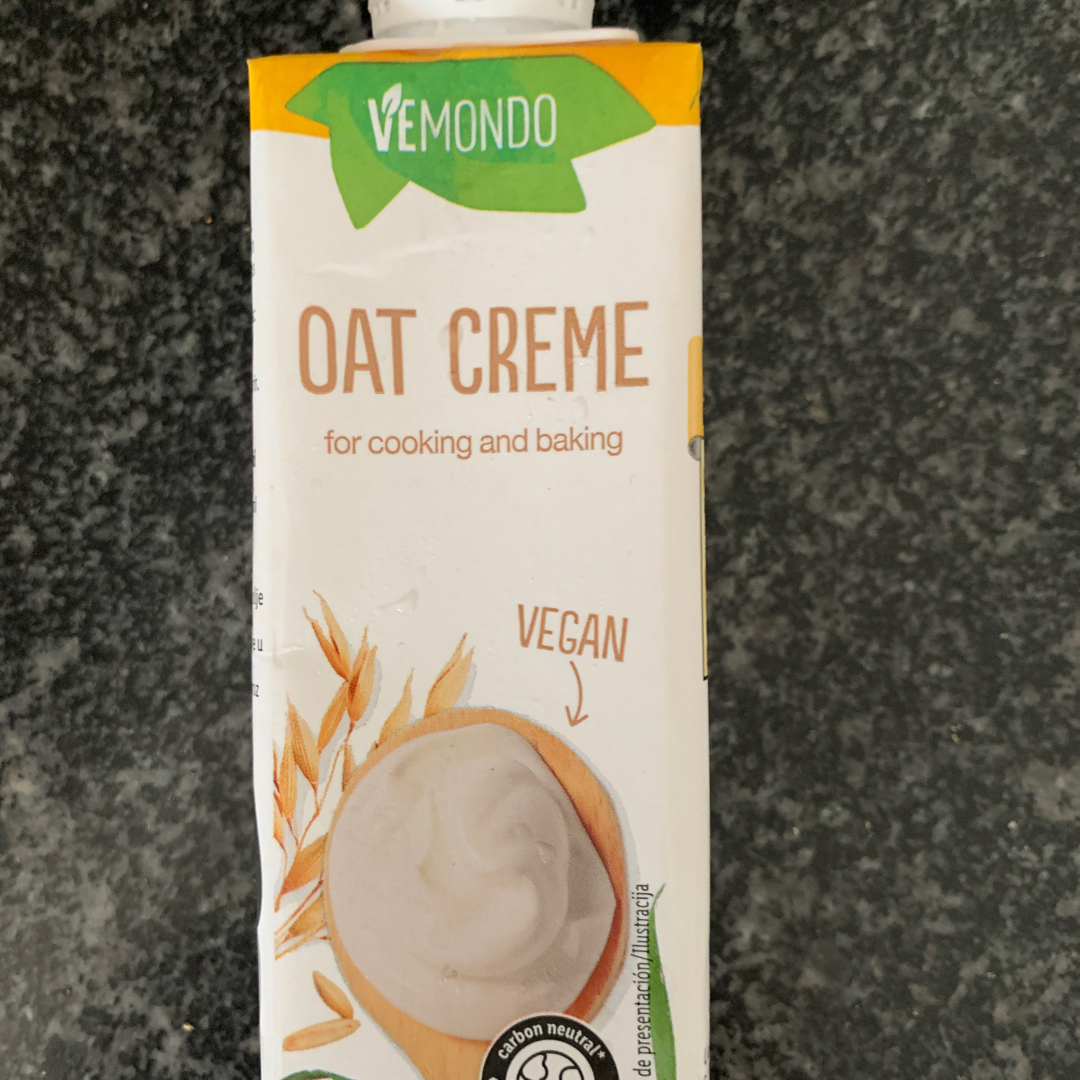 VEMONDO
OAT CREME
for cooking and baking
VEGAN
de presentación/Ilustracija
carbon neutral*